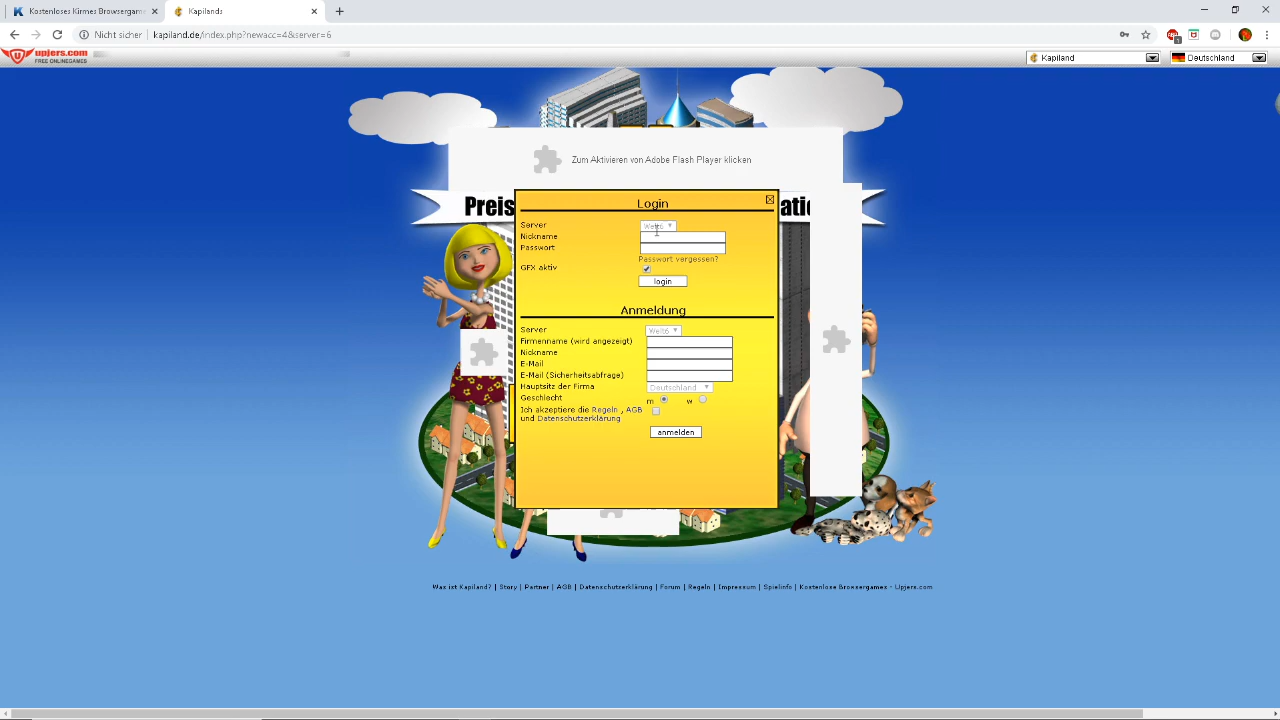 Kostenloses Kirmes Browsergam
Kapilands
Nicht sicher | kapiland.de/index.php?newacc=4&server=6
upjers.com
FREE ONLINEGAMES
Kapiland
Deutschland
Zum Aktivieren von Adobe Flash Player klicken
Preis
Login
Server Welt6
Nickname
Passwort
Passwort vergessen?
GFX aktiv
login
Anmeldung
Server Welt6
Firmenname (wird angezeigt)
Nickname
E-Mail
E-Mail (Sicherheitsabfrage)
Hauptsitz der Firma Deutschland
Geschlecht m w
Ich akzeptiere die Regeln , AGB
und Datenschutzerklärung
anmelden
Was ist Kapiland? | Story | Partner | AGB | Datenschutzerklärung | Forum | Regeln | Impressum | Spielinfo | Kostenlose Browsergames - Upjers.com